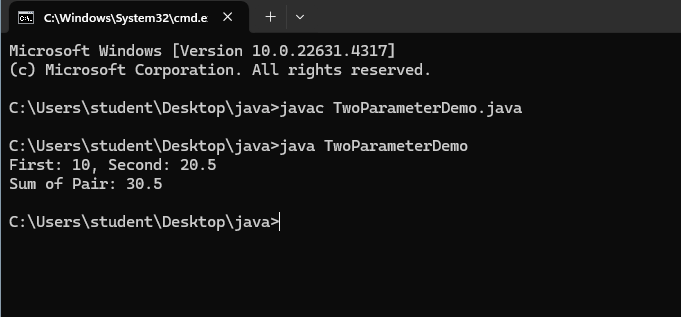 C:\Windows\System32\cmd.e
Microsoft Windows [Version 10.0.22631.4317]
(c) Microsoft Corporation. All rights reserved.
C:\Users\student\Desktop\java>javac TwoParameterDemo.java
C:\Users\student\Desktop\java>java TwoParameterDemo
First: 10, Second: 20.5
Sum of Pair: 30.5
C:\Users\student\Desktop\java>